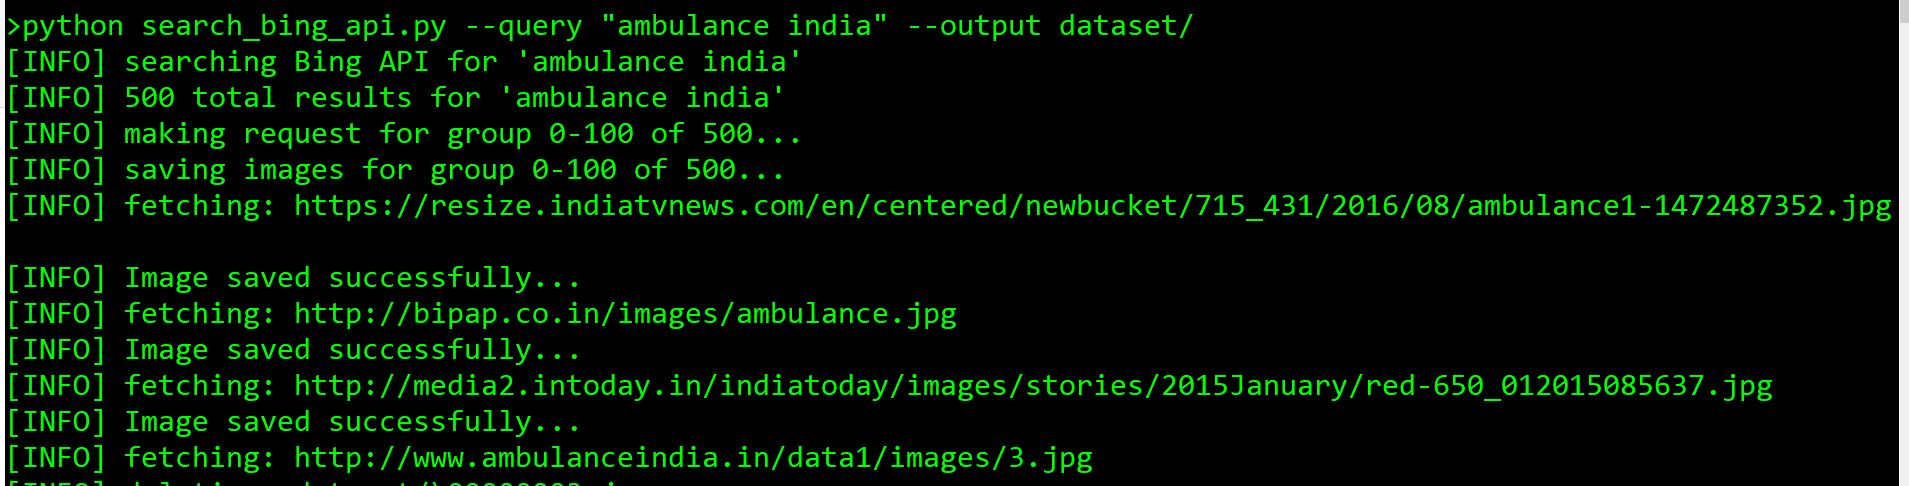 >python search_bing_api.py --query "ambulance india" --output dataset/
[INFO] searching Bing API for 'ambulance india'
[INFO] 500 total results for 'ambulance india'
[INFO] making request for group 0-100 of 500...
[INFO] saving images for group 0-100 of 500...
[INFO] fetching: https://resize.indiatvnews.com/en/centered/newbucket/715_431/2016/08/ambulance1-1472487352.jpg
[INFO] Image saved successfully...
[INFO] fetching: http://bipap.co.in/images/ambulance.jpg
[INFO] Image saved successfully...
[INFO] fetching: http://media2.intoday.in/indiatoday/images/stories/2015January/red-650_012015085637.jpg
[INFO] Image saved successfully...
[INFO] fetching: http://www.ambulanceindia.in/data1/images/3.jpg
[INFO]